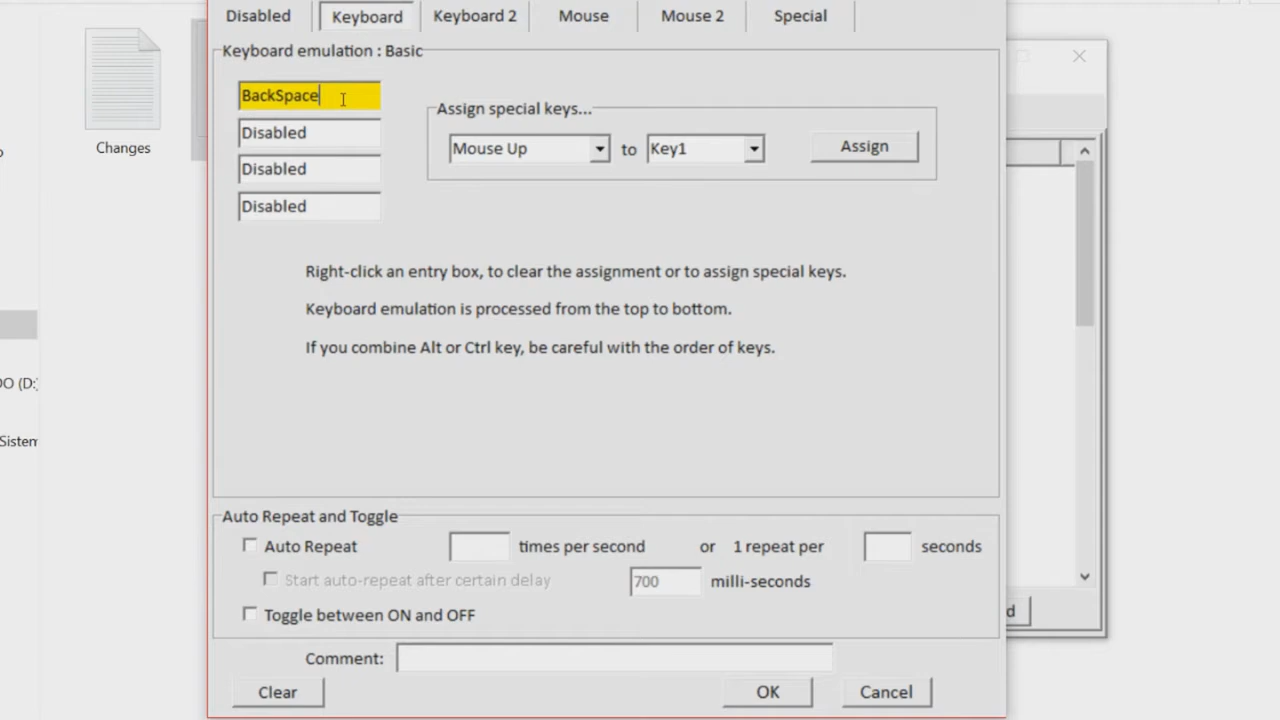 Disabled
Keyboard
Keyboard 2
Mouse
Mouse 2
Special
Keyboard emulation : Basic
BackSpace
Disabled
Disabled
Disabled
Assign special keys...
Mouse Up to Key1 Assign
Right-click an entry box, to clear the assignment or to assign special keys.
Keyboard emulation is processed from the top to bottom.
If you combine Alt or Ctrl key, be careful with the order of keys.
Auto Repeat and Toggle
Auto Repeat times per second or 1 repeat per seconds
Start auto-repeat after certain delay 700 milli-seconds
Toggle between ON and OFF
Comment:
Clear OK Cancel
Changes
o
DO (D:)
Sistem
d